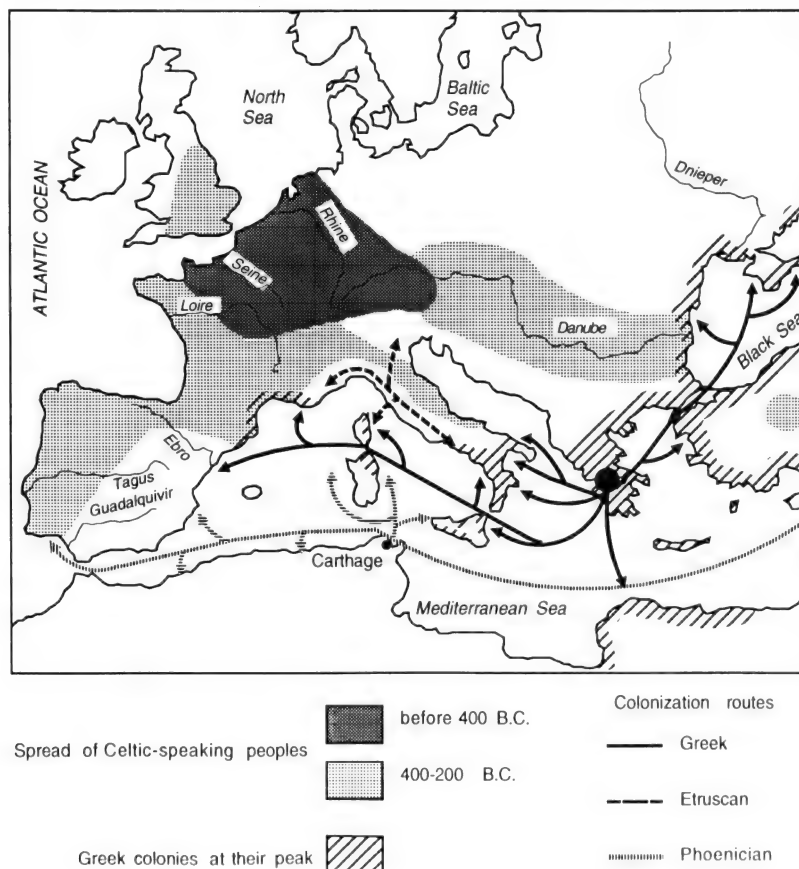 North
Sea
Baltic
Sea
Dnieper
ATLANTIC OCEAN
Rhine
Seine
Loire
Danube
Black Sea
Ebro
Tagus
Guadalquivir
Carthage
Mediterranean Sea
Spread of Celtic-speaking peoples
before 400 B.C.
400-200 B.C.
Greek colonies at their peak
Colonization routes
Greek
Etruscan
Phoenician